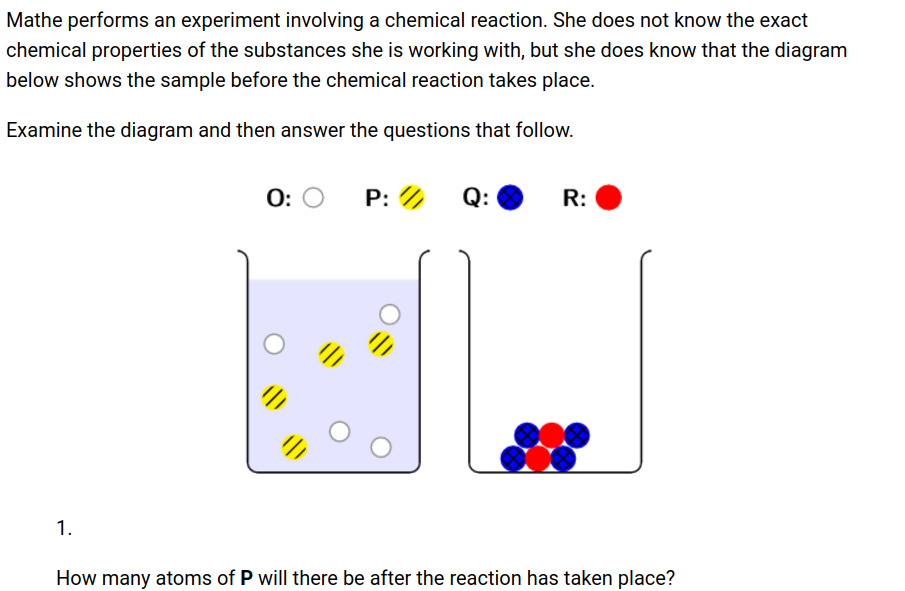 Mathe performs an experiment involving a chemical reaction. She does not know the exact
chemical properties of the substances she is working with, but she does know that the diagram
below shows the sample before the chemical reaction takes place.
Examine the diagram and then answer the questions that follow.
O: P: Q: R:
1.
How many atoms of P will there be after the reaction has taken place?